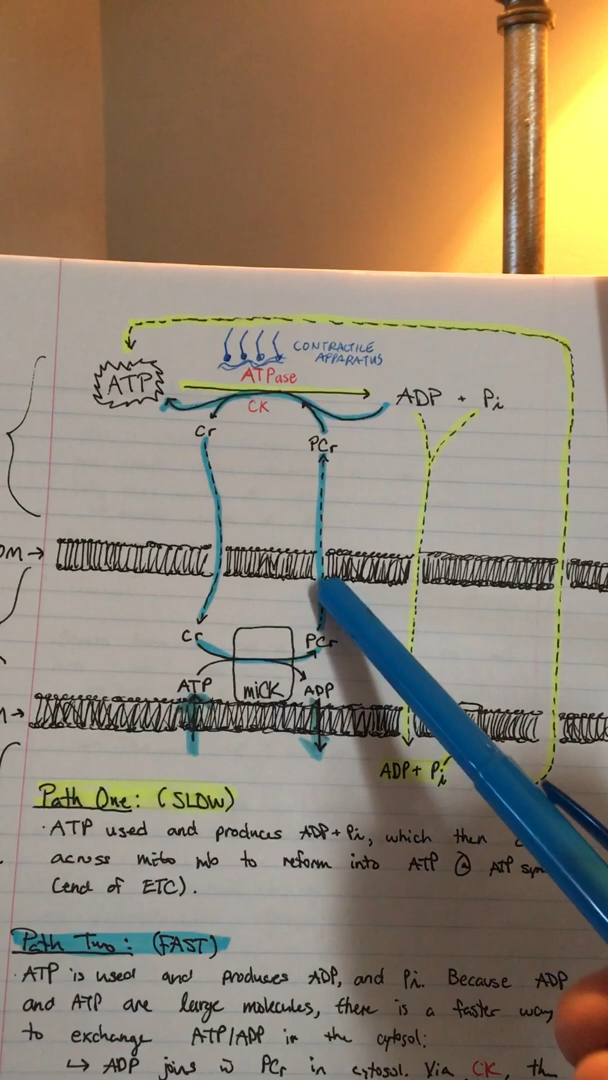 CONTRACTILE
APPARATUS
ATP
ATPase
ADP + Pi
CK
Cr
PCr
OM →
Cr
PCr
ATP
miCK
ADP
ADP + Pi
Path One: (SLOW)
· ATP used and produces ADP + Pi, which then
across mito mb to reform into ATP @ ATP
(end of ETC).
Path Two: (FAST)
· ATP is used and produces ADP, and Pi. Because ADP
and ATP are large molecules, there is a faster way
to exchange ATP/ADP in the cytosol:
↳ ADP joins w PCr in cytosol. Via CK, the